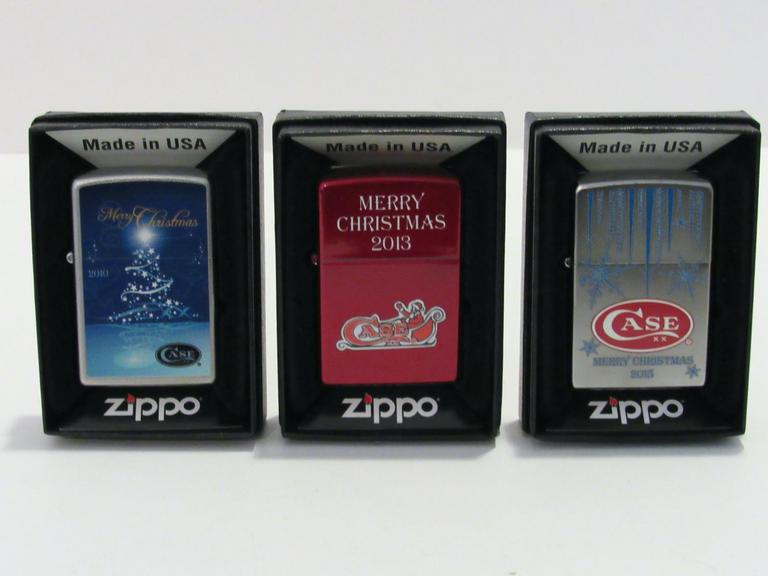 Made in USA
Merry Christmas
2010
CASE
zippo
Made in USA
MERRY
CHRISTMAS
2013
CASE
XX
zippo
Made in USA
CASE
XX
®
MERRY CHRISTMAS
2015
zippo